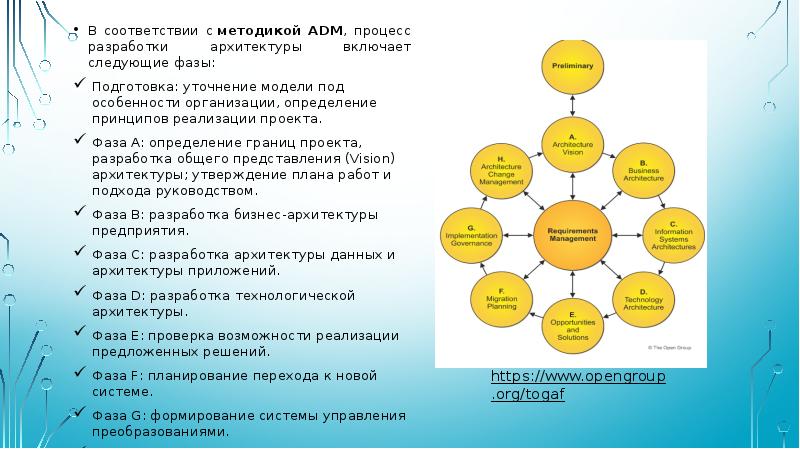 В соответствии с методикой ADM, процесс
разработки архитектуры включает
следующие фазы:
Подготовка: уточнение модели под
особенности организации, определение
принципов реализации проекта.
Фаза A: определение границ проекта,
разработка общего представления (Vision)
архитектуры; утверждение плана работ и
подхода руководством.
Фаза B: разработка бизнес-архитектуры
предприятия.
Фаза C: разработка архитектуры данных и
архитектуры приложений.
Фаза D: разработка технологической
архитектуры.
Фаза E: проверка возможности реализации
предложенных решений.
Фаза F: планирование перехода к новой
системе.
Фаза G: формирование системы управления
преобразованиями.
Preliminary
A.
Architecture
Vision
B.
Business
Architecture
C.
Information
Systems
Architectures
D.
Technology
Architecture
E.
Opportunities
and
Solutions
F.
Migration
Planning
G.
Implementation
Governance
H.
Architecture
Change
Management
Requirements
Management
© The Open Group
https://www.opengroup
.org/togaf